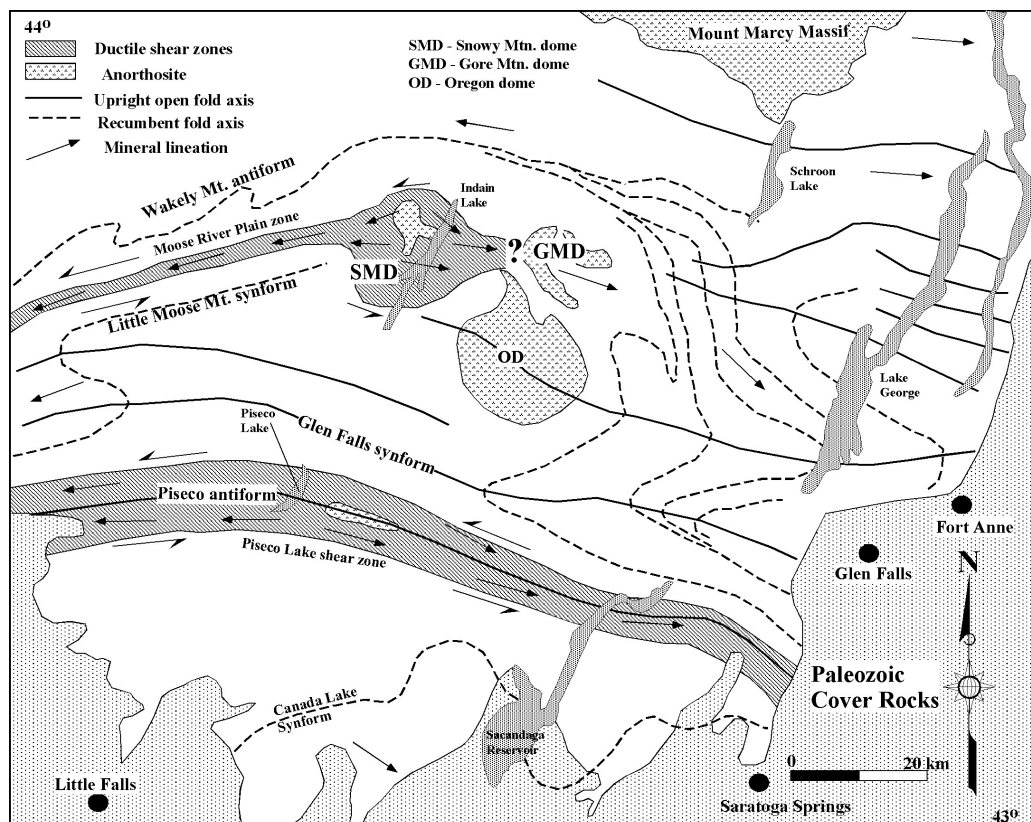 44o
Ductile shear zones
Anorthosite
Upright open fold axis
Recumbent fold axis
Mineral lineation
SMD - Snowy Mtn. dome
GMD - Gore Mtn. dome
OD - Oregon dome
Mount Marcy Massif
Schroon
Lake
Wakely Mt. antiform
Indain
Lake
Moose River Plain zone
?
GMD
SMD
Little Moose Mt. synform
OD
Lake
George
Piseco
Lake
Glen Falls synform
Piseco antiform
Piseco Lake shear zone
Fort Anne
Glen Falls
N
Paleozoic
Cover Rocks
Canada Lake
Synform
Sacandaga
Reservoir
0 20 km
Little Falls
Saratoga Springs
43o